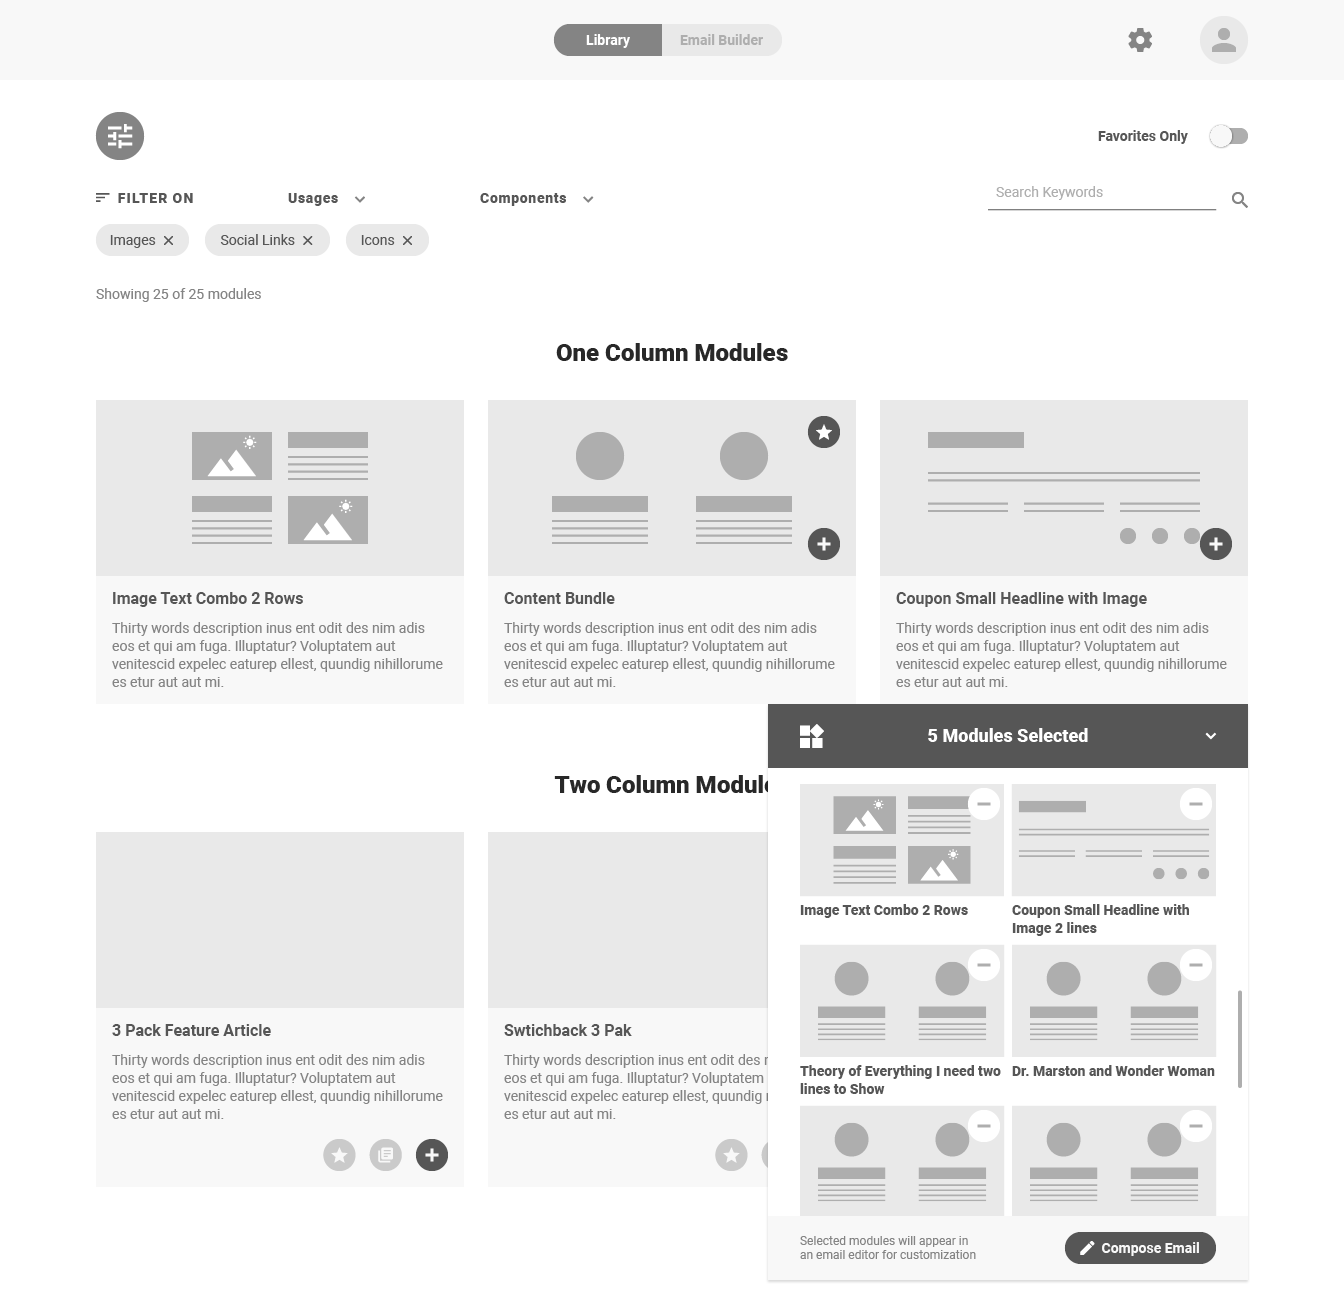 Library
Email Builder
Favorites Only
FILTER ON
Usages
Components
Search Keywords
Images
Social Links
Icons
Showing 25 of 25 modules
One Column Modules
Image Text Combo 2 Rows
Thirty words description inus ent odit des nim adis
eos et qui am fuga. Illuptatur? Voluptatem aut
venitescid expelec eaturep ellest, quundig nihillorume
es etur aut aut mi.
Content Bundle
Thirty words description inus ent odit des nim adis
eos et qui am fuga. Illuptatur? Voluptatem aut
venitescid expelec eaturep ellest, quundig nihillorume
es etur aut aut mi.
Coupon Small Headline with Image
Thirty words description inus ent odit des nim adis
eos et qui am fuga. Illuptatur? Voluptatem aut
venitescid expelec eaturep ellest, quundig nihillorume
es etur aut aut mi.
Two Column
3 Pack Feature Article
Thirty words description inus ent odit des nim adis
eos et qui am fuga. Illuptatur? Voluptatem aut
venitescid expelec eaturep ellest, quundig nihillorume
es etur aut aut mi.
Swtichback 3 Pak
Thirty words description inus ent odit des
eos et qui am fuga. Illuptatur? Voluptatem
venitescid expelec eaturep ellest, quundig
es etur aut aut mi.
5 Modules Selected
Image Text Combo 2 Rows
Coupon Small Headline with
Image 2 lines
Theory of Everything I need two
lines to Show
Dr. Marston and Wonder Woman
Selected modules will appear in
an email editor for customization
Compose Email